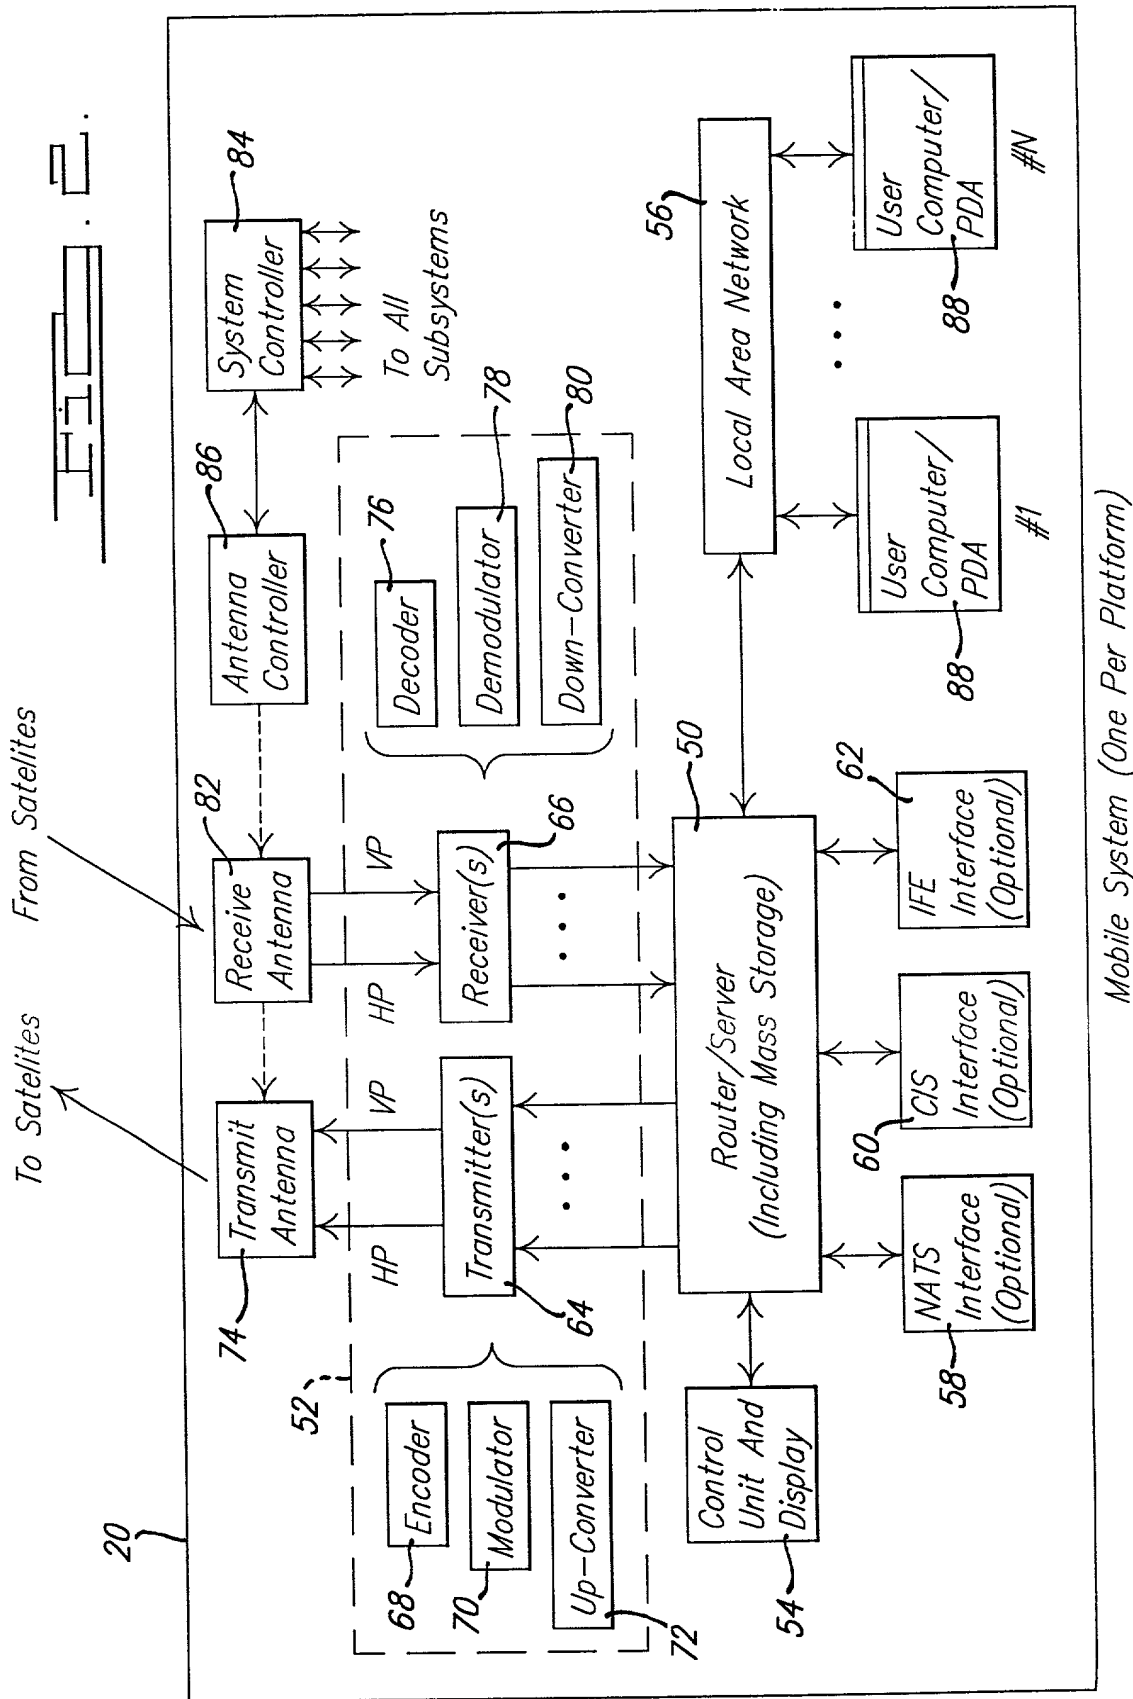 Fig. 2.
To Satelites
From Satelites
20
74
Transmit
Antenna
82
Receive
Antenna
86
Antenna
Controller
84
System
Controller
To All
Subsystems
52
HP
VP
HP
VP
68
Encoder
70
Modulator
72
Up-Converter
Transmitter(s)
64
Receiver(s)
66
76
Decoder
78
Demodulator
80
Down-Converter
54
Control
Unit And
Display
50
Router/Server
(Including Mass Storage)
56
Local Area Network
58
NATS
Interface
(Optional)
60
CIS
Interface
(Optional)
62
IFE
Interface
(Optional)
88
User
Computer/
PDA
#1
88
User
Computer/
PDA
#N
Mobile System (One Per Platform)